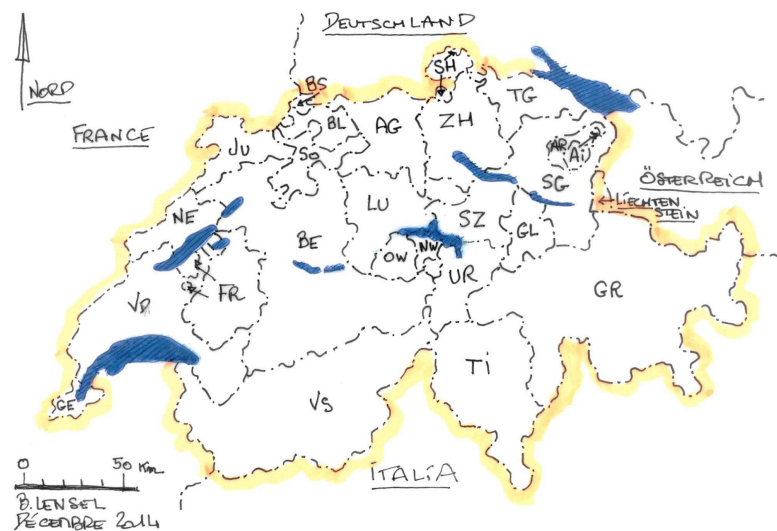 DEUTSCHLAND
NORD
FRANCE
SH
BS
TG
BL
AG
ZH
JU
SO
AR
Ai
SG
ÖSTERREICH
← LIECHTEN
STEIN
NE
LU
SZ
GL
BE
OW
NW
UR
GR
VD
FR
Ti
GE
VS
0 50 Km
ITALIA
B. LENSEL
DÉCEMBRE 2014